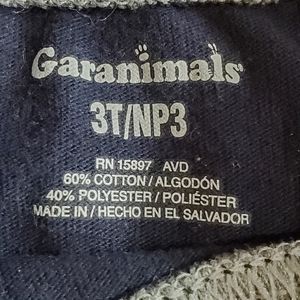 Garanimals®
3T/NP3
RN 15897 AVD
60% COTTON / ALGODÓN
40% POLYESTER / POLIÉSTER
MADE IN / HECHO EN EL SALVADOR